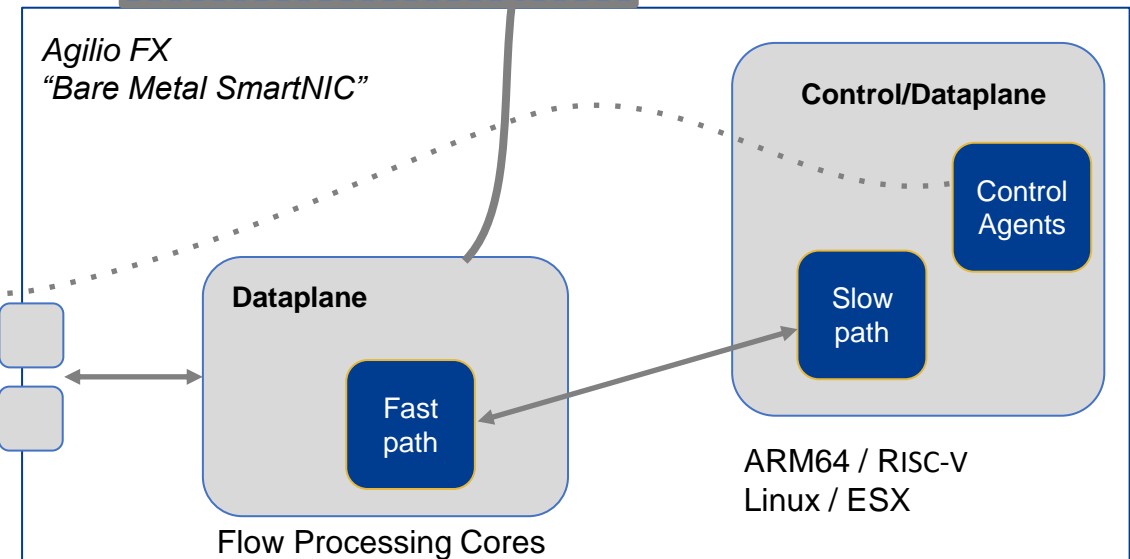 Agilio FX
“Bare Metal SmartNIC”
Control/Dataplane
Control
Agents
Dataplane
Slow
path
Fast
path
ARM64 / RISC-V
Linux / ESX
Flow Processing Cores